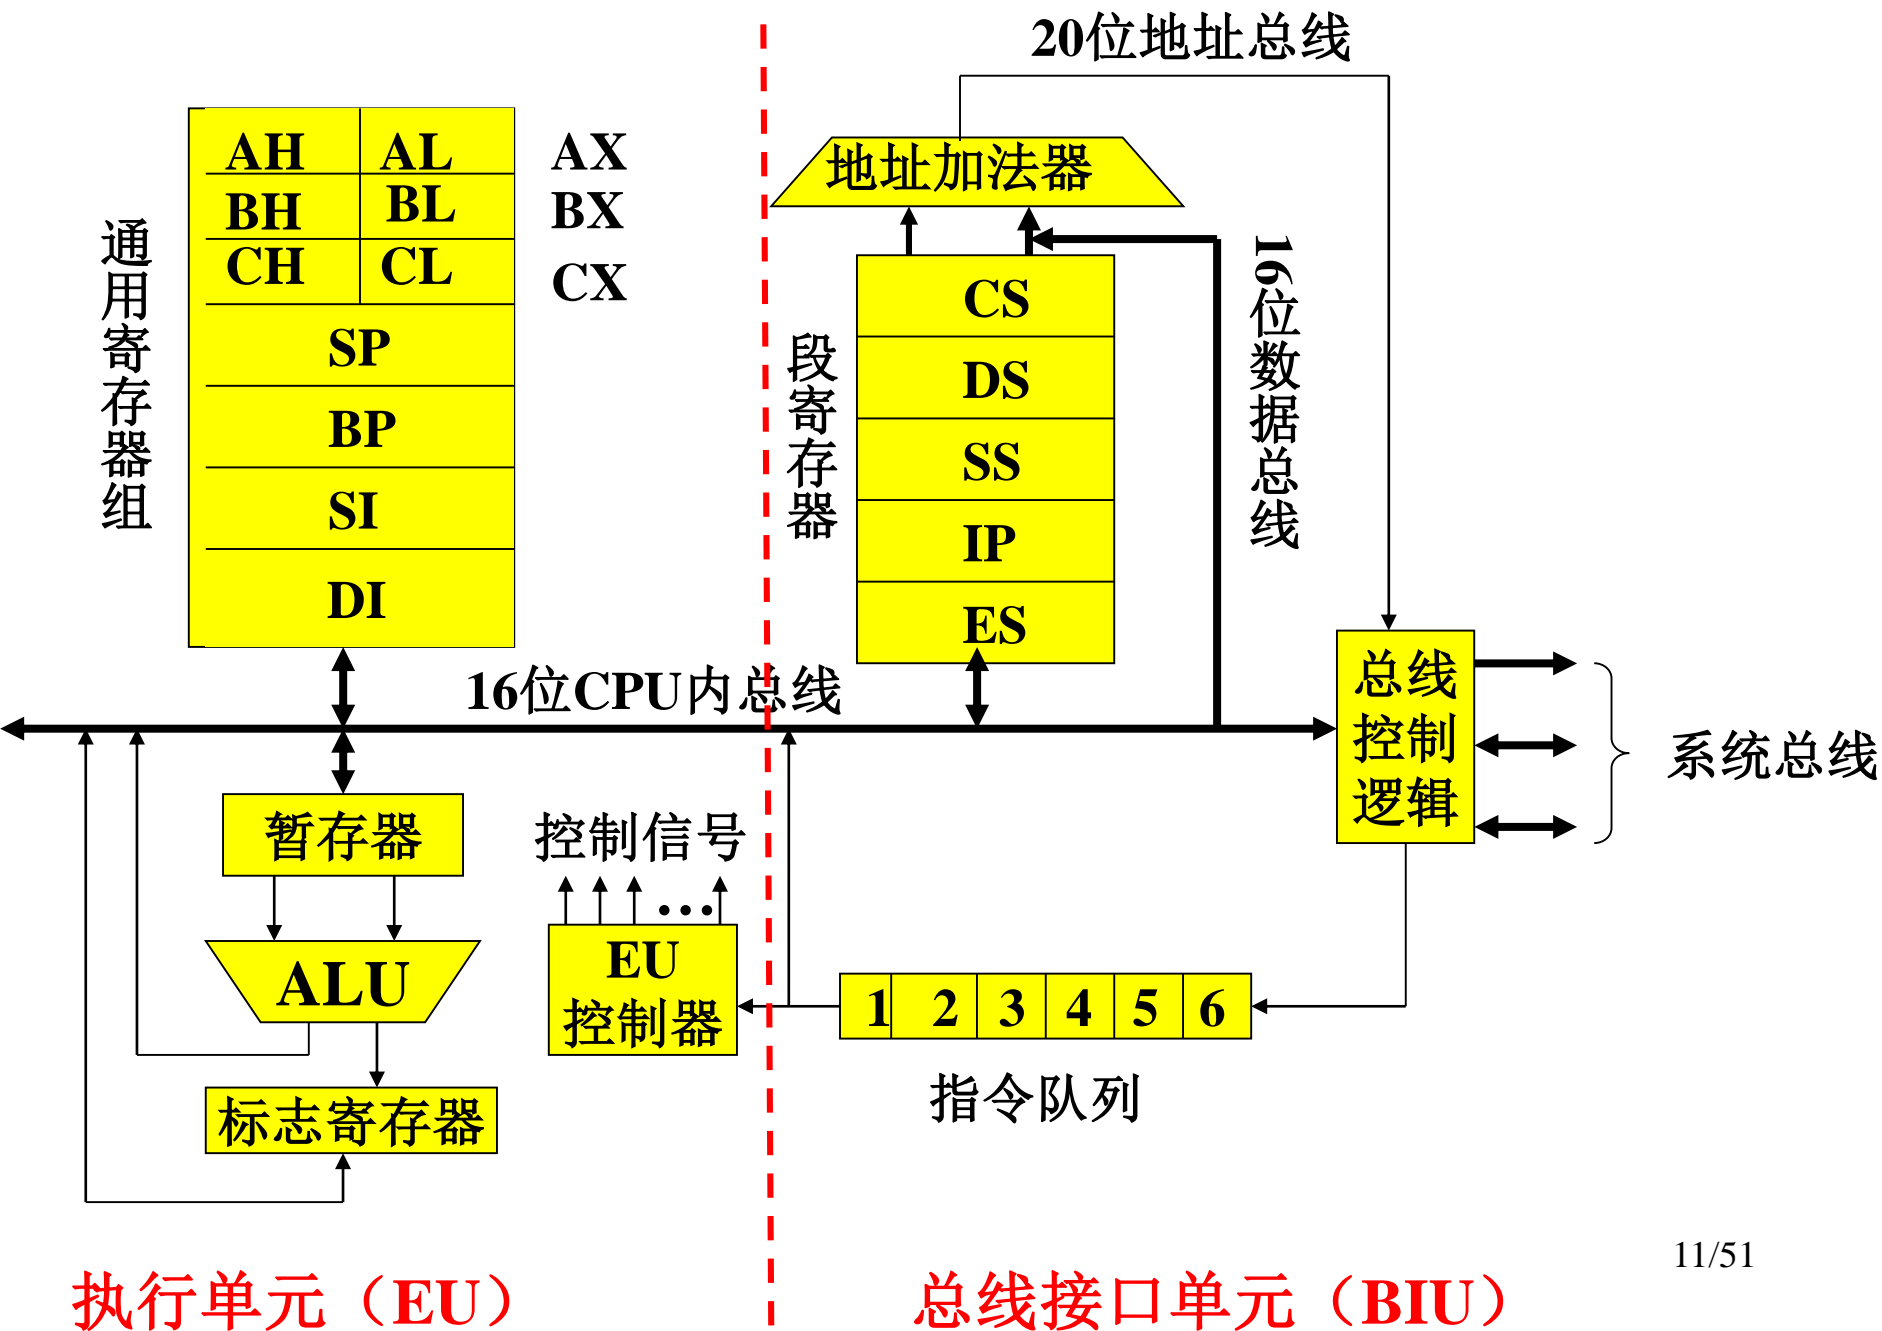 20位地址总线
AH AL AX
BH BL BX
CH CL CX
SP
BP
SI
DI
通用寄存器组
地址加法器
段寄存器
CS
DS
SS
IP
ES
16位数据总线
16位CPU内总线
总线
控制
逻辑
系统总线
暂存器
ALU
标志寄存器
控制信号
…
EU
控制器
1 2 3 4 5 6
指令队列
执行单元（EU）
总线接口单元（BIU）
11/51